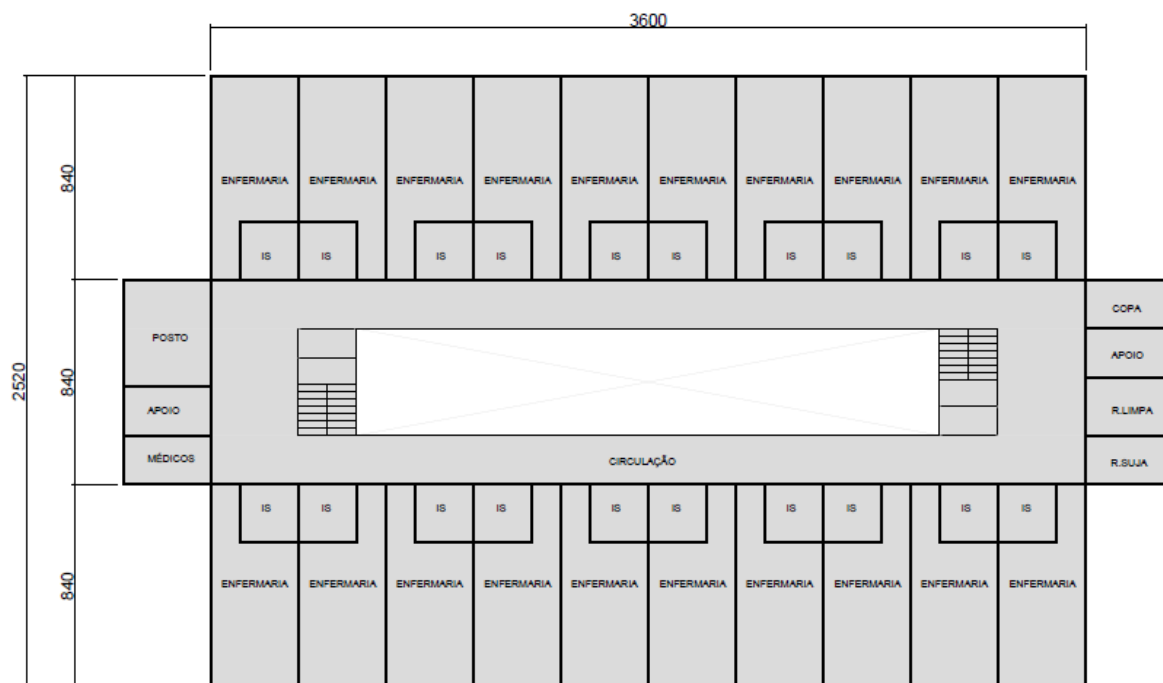 3600
840
ENFERMARIA ENFERMARIA ENFERMARIA ENFERMARIA ENFERMARIA ENFERMARIA ENFERMARIA ENFERMARIA ENFERMARIA ENFERMARIA
IS IS IS IS IS IS IS IS IS IS
COPA
POSTO
APOIO
2520
840
APOIO
R.LIMPA
MÉDICOS
CIRCULAÇÃO
R.SUJA
IS IS IS IS IS IS IS IS IS IS
840
ENFERMARIA ENFERMARIA ENFERMARIA ENFERMARIA ENFERMARIA ENFERMARIA ENFERMARIA ENFERMARIA ENFERMARIA ENFERMARIA